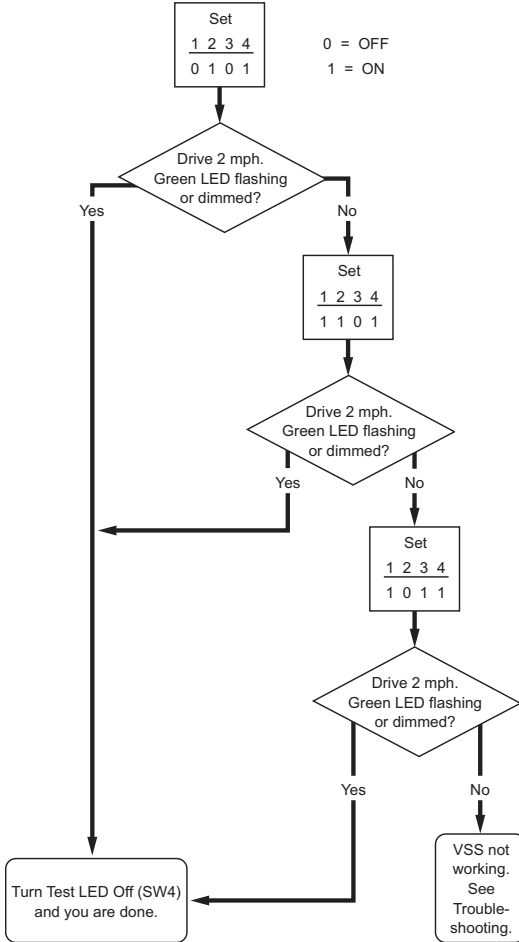 Set
1 2 3 4
0 1 0 1
0 = OFF
1 = ON
Drive 2 mph.
Green LED flashing
or dimmed?
Yes
No
Set
1 2 3 4
1 1 0 1
Drive 2 mph.
Green LED flashing
or dimmed?
Yes
No
Set
1 2 3 4
1 0 1 1
Drive 2 mph.
Green LED flashing
or dimmed?
Yes
No
Turn Test LED Off (SW4)
and you are done.
VSS not
working.
See
Trouble-
shooting.